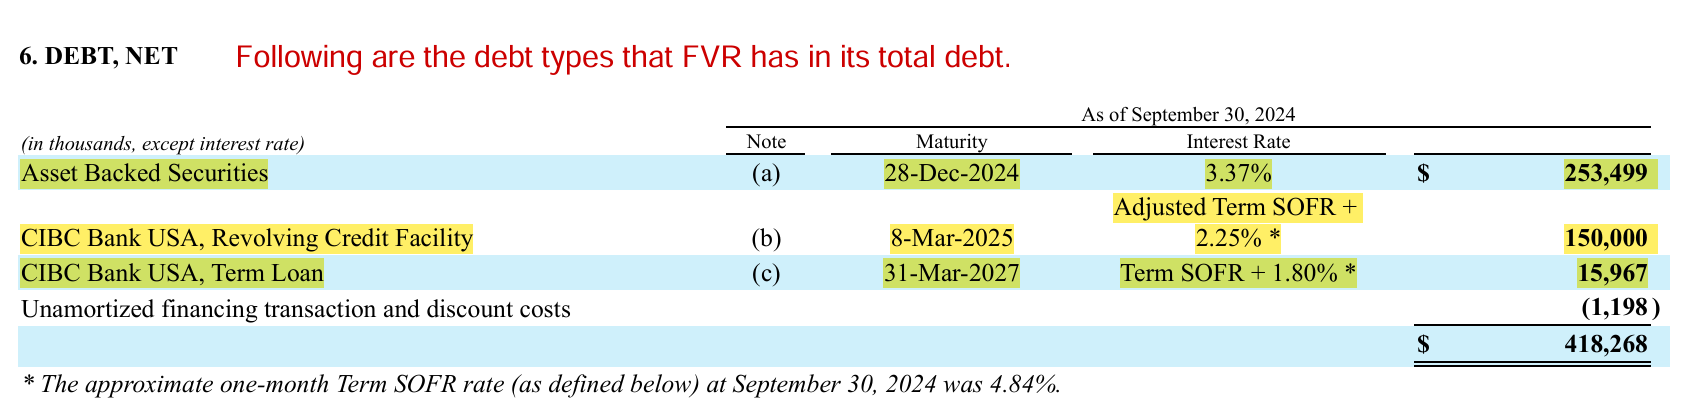 6. DEBT, NET Following are the debt types that FVR has in its total debt.
As of September 30, 2024
(in thousands, except interest rate) Note Maturity Interest Rate
Asset Backed Securities (a) 28-Dec-2024 3.37% $ 253,499
Adjusted Term SOFR +
CIBC Bank USA, Revolving Credit Facility (b) 8-Mar-2025 2.25% * 150,000
CIBC Bank USA, Term Loan (c) 31-Mar-2027 Term SOFR + 1.80% * 15,967
Unamortized financing transaction and discount costs (1,198 )
$ 418,268
* The approximate one-month Term SOFR rate (as defined below) at September 30, 2024 was 4.84%.